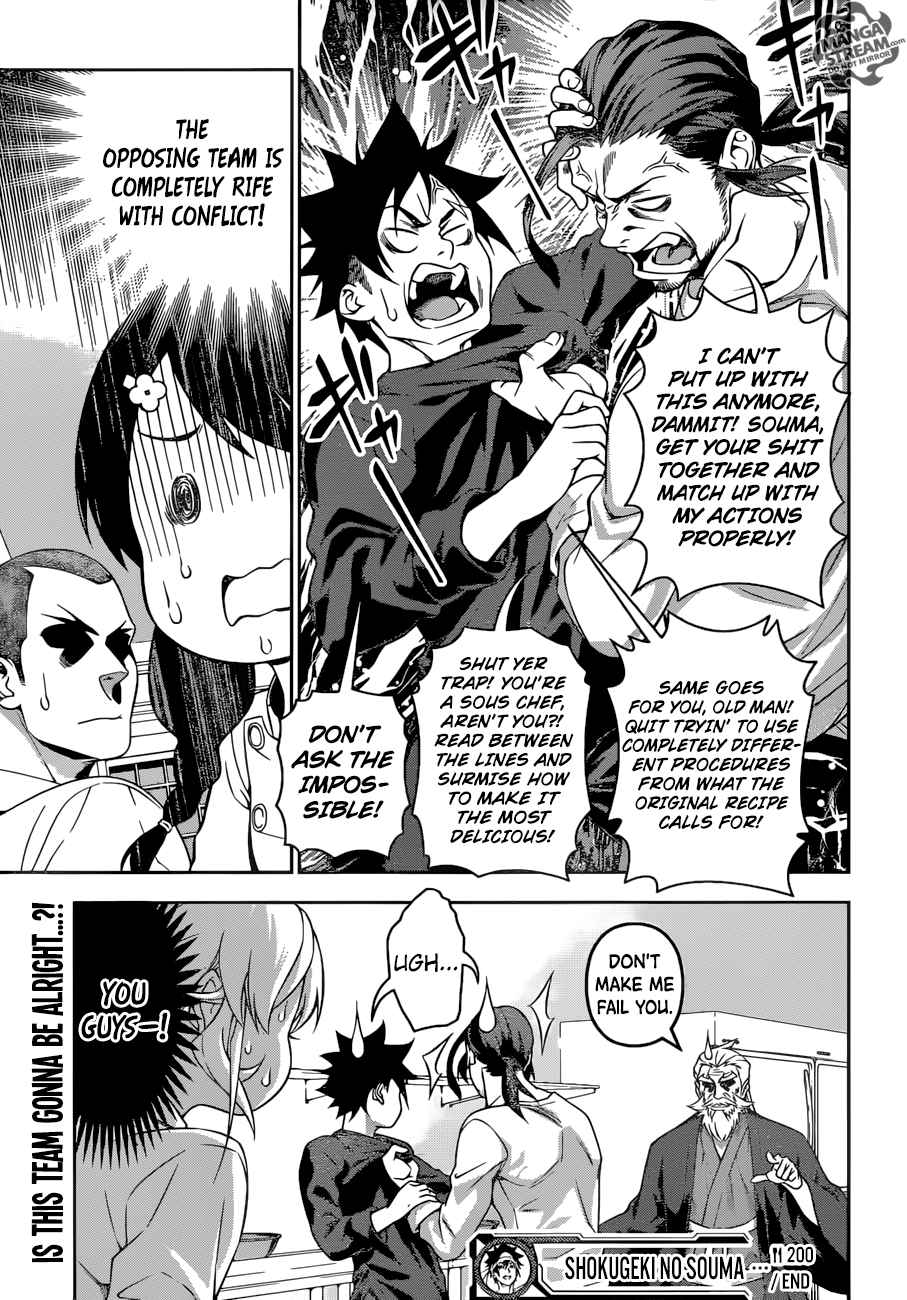 MANGA
STREAM.com
DO NOT MIRROR
I CAN'T
PUT UP WITH
THIS ANYMORE,
DAMMIT! SOUMA,
GET YOUR SHIT
TOGETHER AND
MATCH UP WITH
MY ACTIONS
PROPERLY!
SAME GOES
FOR YOU, OLD MAN!
QUIT TRYIN' TO USE
COMPLETELY DIFFER-
ENT PROCEDURES
FROM WHAT THE
ORIGINAL RECIPE
CALLS FOR!
SHUT YER
TRAP! YOU'RE
A SOUS CHEF,
AREN'T YOU?!
READ BETWEEN
THE LINES AND
SURMISE HOW
TO MAKE IT
THE MOST
DELICIOUS!
DON'T
ASK THE
IMPOS-
SIBLE!
THE
OPPOSING TEAM IS
COMPLETELY RIFE
WITH CONFLICT!
DON'T
MAKE ME
FAIL YOU.
UGH...
YOU
GUYS—!
IS THIS TEAM GONNA BE ALRIGHT...?!
SHOKUGEKI NO SOUMA ....
200
/ END